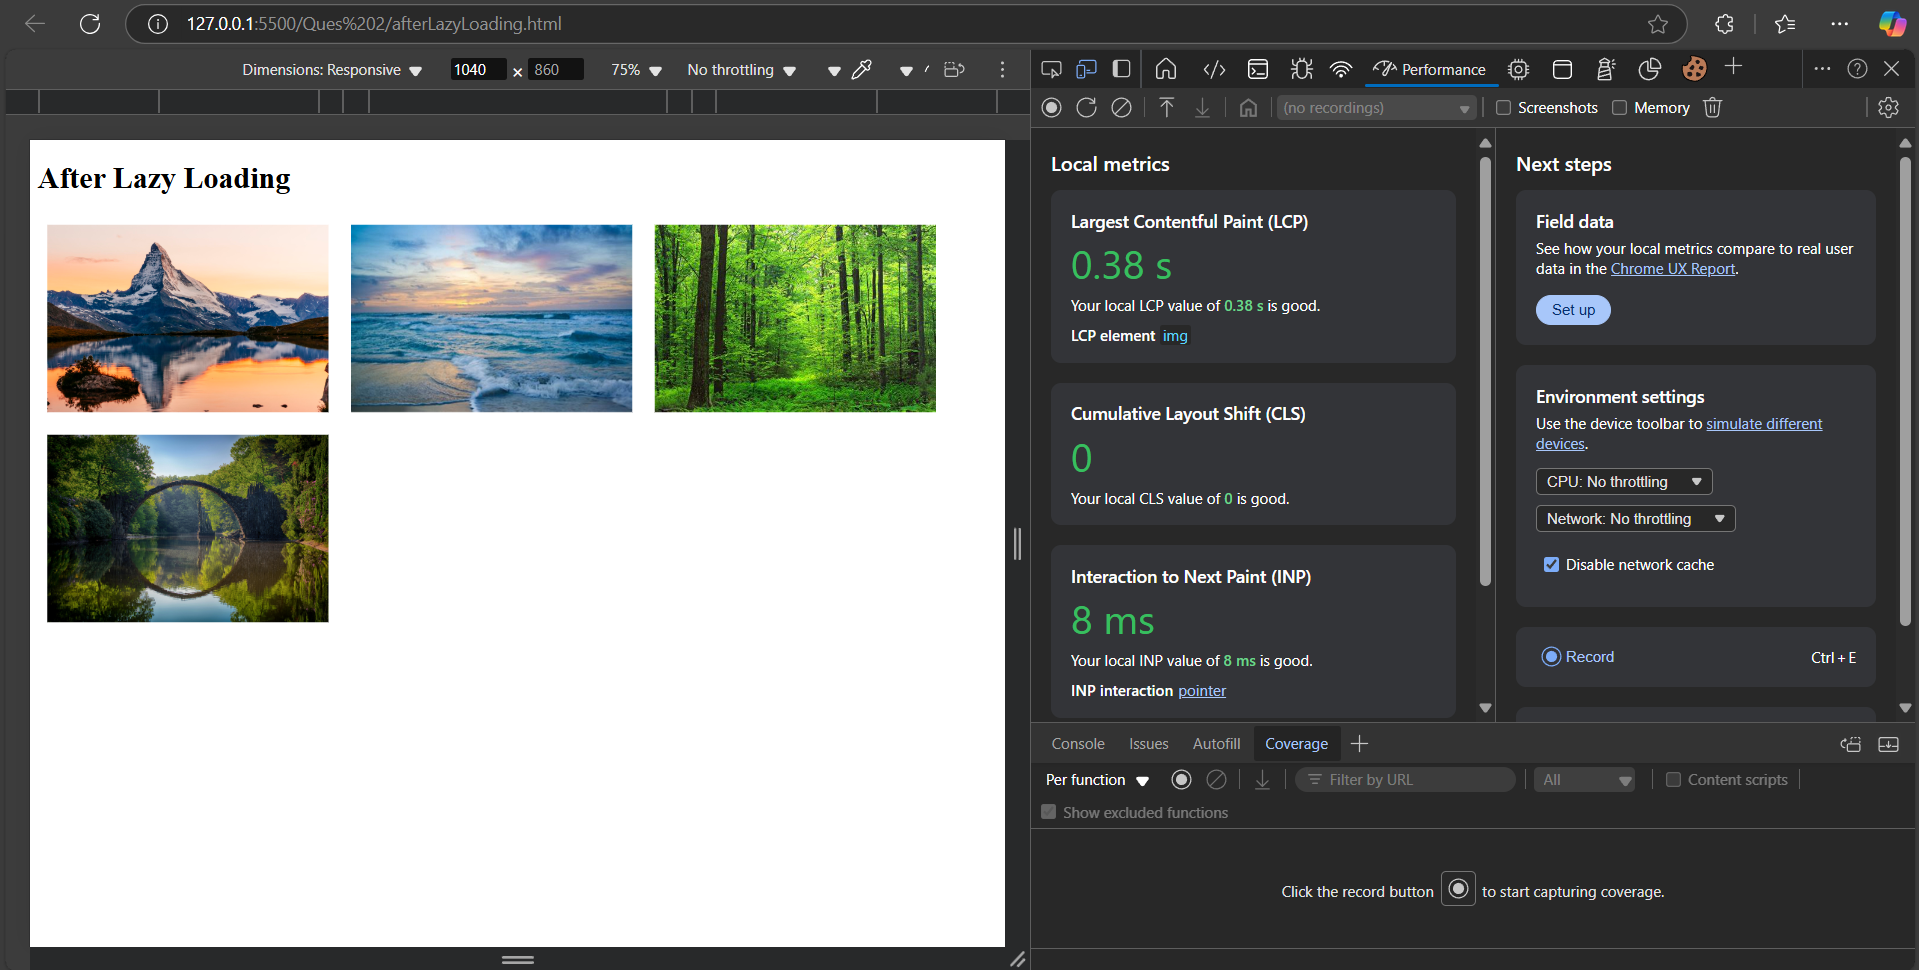 127.0.0.1:5500/Ques%202/afterLazyLoading.html
Dimensions: Responsive 1040 × 860 75% No throttling
Performance
(no recordings) Screenshots Memory
After Lazy Loading
Local metrics
Largest Contentful Paint (LCP)
0.38 s
Your local LCP value of 0.38 s is good.
LCP element img
Cumulative Layout Shift (CLS)
0
Your local CLS value of 0 is good.
Interaction to Next Paint (INP)
8 ms
Your local INP value of 8 ms is good.
INP interaction pointer
Next steps
Field data
See how your local metrics compare to real user
data in the Chrome UX Report.
Set up
Environment settings
Use the device toolbar to simulate different
devices.
CPU: No throttling
Network: No throttling
Disable network cache
Record Ctrl + E
Console Issues Autofill Coverage
Per function Filter by URL All Content scripts
Show excluded functions
Click the record button to start capturing coverage.